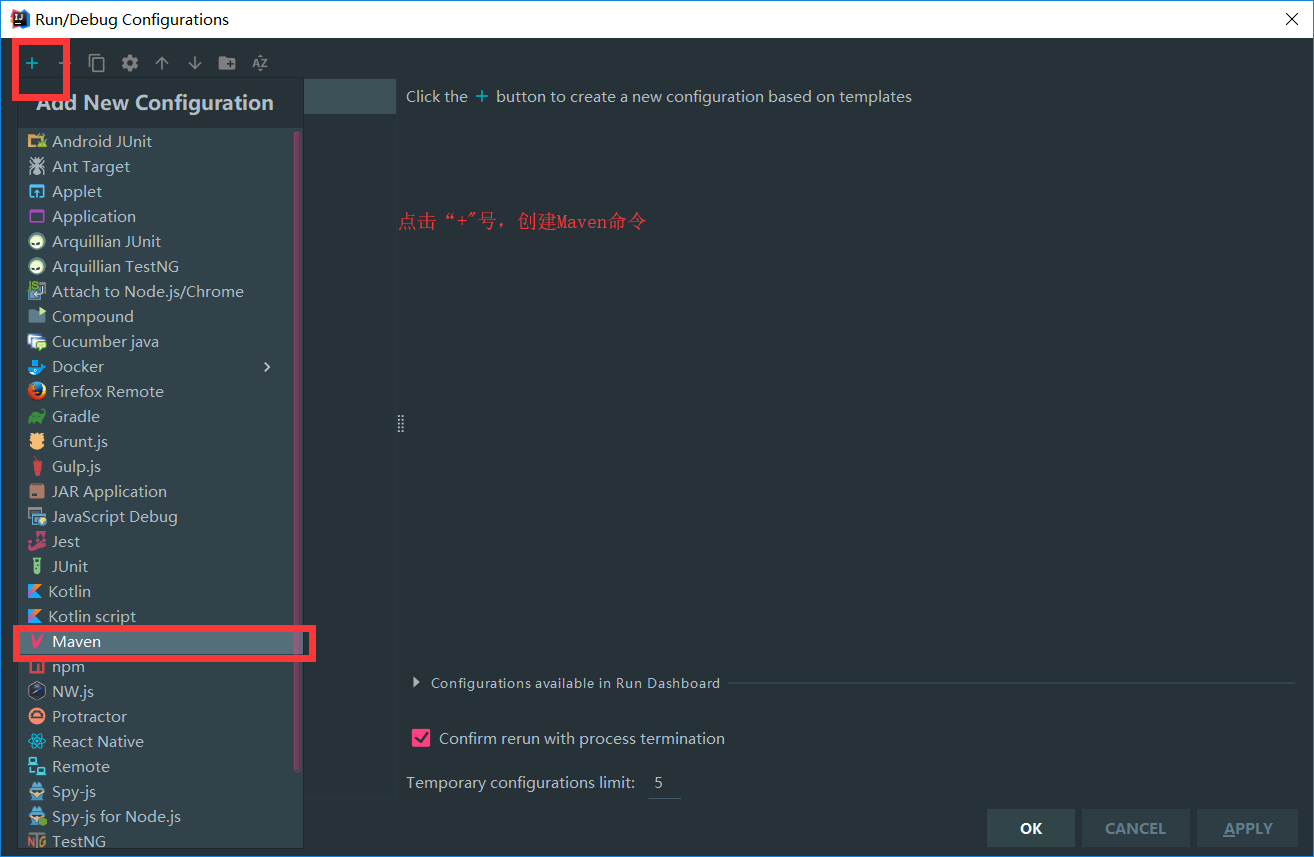 Run/Debug Configurations
Add New Configuration
Click the + button to create a new configuration based on templates
Android JUnit
Ant Target
Applet
Application
点击“+"号，创建Maven命令
Arquillian JUnit
Arquillian TestNG
Attach to Node.js/Chrome
Compound
Cucumber java
Docker
Firefox Remote
Gradle
Grunt.js
Gulp.js
JAR Application
JavaScript Debug
Jest
JUnit
Kotlin
Kotlin script
Maven
npm
NW.js
Protractor
React Native
Remote
Spy-js
Spy-js for Node.js
TestNG
Configurations available in Run Dashboard
Confirm rerun with process termination
Temporary configurations limit: 5
OK
CANCEL
APPLY